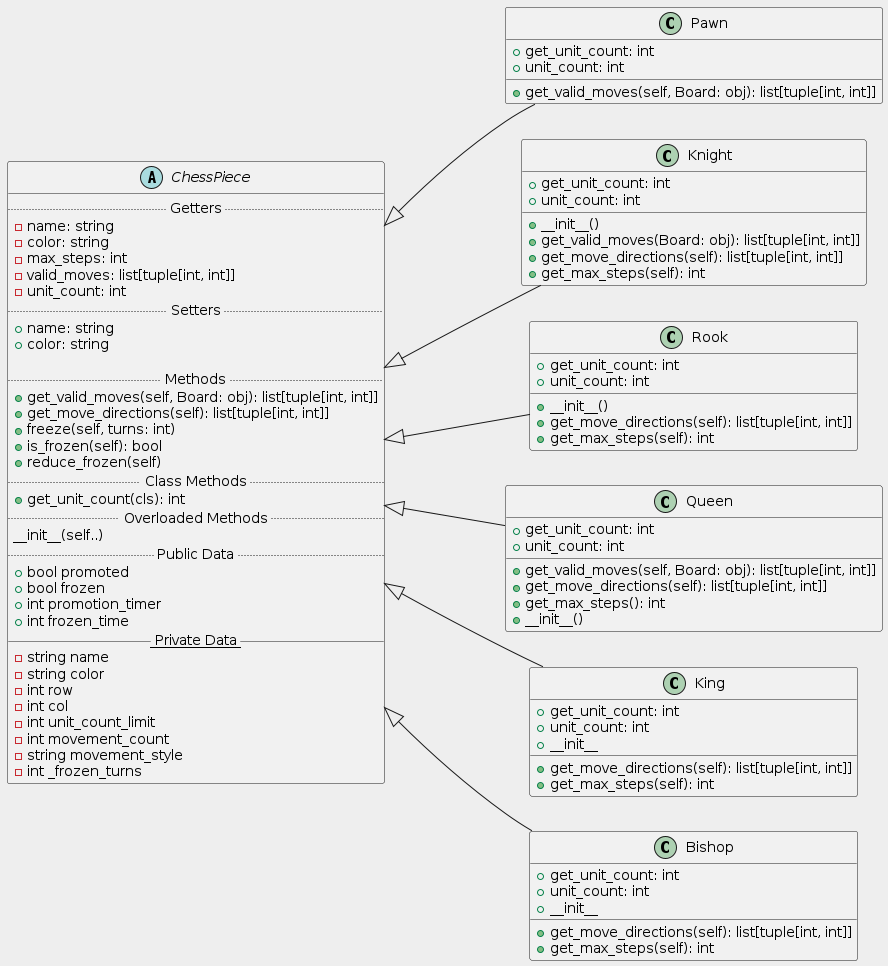 A ChessPiece
Getters
name: string
color: string
max_steps: int
valid_moves: list[tuple[int, int]]
unit_count: int
Setters
name: string
color: string
Methods
get_valid_moves(self, Board: obj): list[tuple[int, int]]
get_move_directions(self): list[tuple[int, int]]
freeze(self, turns: int)
is_frozen(self): bool
reduce_frozen(self)
Class Methods
get_unit_count(cls): int
Overloaded Methods
__init__(self..)
Public Data
bool promoted
bool frozen
int promotion_timer
int frozen_time
Private Data
string name
string color
int row
int col
int unit_count_limit
int movement_count
string movement_style
int _frozen_turns
C Pawn
get_unit_count: int
unit_count: int
get_valid_moves(self, Board: obj): list[tuple[int, int]]
C Knight
get_unit_count: int
unit_count: int
__init__()
get_valid_moves(Board: obj): list[tuple[int, int]]
get_move_directions(self): list[tuple[int, int]]
get_max_steps(self): int
C Rook
get_unit_count: int
unit_count: int
__init__()
get_move_directions(self): list[tuple[int, int]]
get_max_steps(self): int
C Queen
get_unit_count: int
unit_count: int
get_valid_moves(self, Board: obj): list[tuple[int, int]]
get_move_directions(self): list[tuple[int, int]]
get_max_steps(): int
__init__()
C King
get_unit_count: int
unit_count: int
__init__
get_move_directions(self): list[tuple[int, int]]
get_max_steps(self): int
C Bishop
get_unit_count: int
unit_count: int
__init__
get_move_directions(self): list[tuple[int, int]]
get_max_steps(self): int